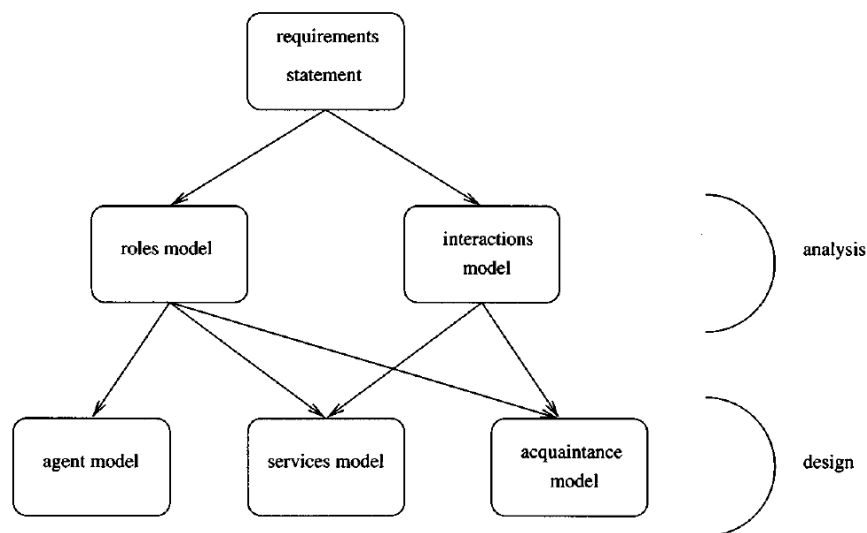 requirements
statement
roles model
interactions
model
analysis
agent model
services model
acquaintance
model
design